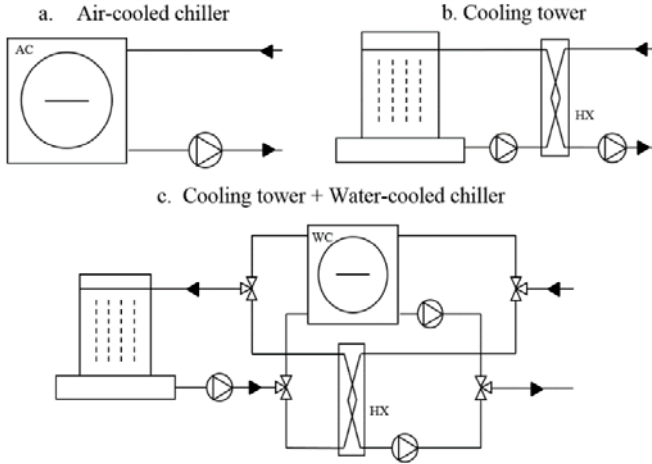 a. Air-cooled chiller
b. Cooling tower
AC
HX
c. Cooling tower + Water-cooled chiller
WC
HX